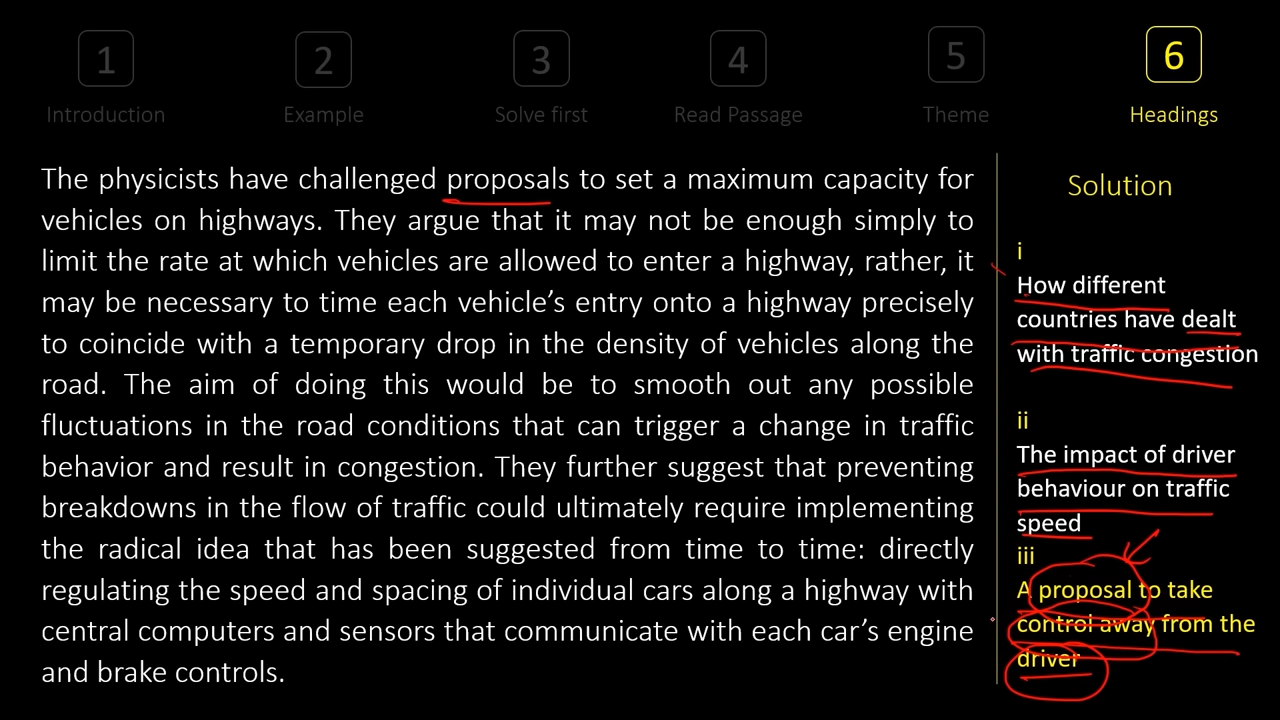 1 2 3 4 5 6
Introduction Example Solve first Read Passage Theme Headings
The physicists have challenged proposals to set a maximum capacity for
vehicles on highways. They argue that it may not be enough simply to
limit the rate at which vehicles are allowed to enter a highway, rather, it
may be necessary to time each vehicle’s entry onto a highway precisely
to coincide with a temporary drop in the density of vehicles along the
road. The aim of doing this would be to smooth out any possible
fluctuations in the road conditions that can trigger a change in traffic
behavior and result in congestion. They further suggest that preventing
breakdowns in the flow of traffic could ultimately require implementing
the radical idea that has been suggested from time to time: directly
regulating the speed and spacing of individual cars along a highway with
central computers and sensors that communicate with each car’s engine
and brake controls.
Solution
i
How different
countries have dealt
with traffic congestion
ii
The impact of driver
behaviour on traffic
speed
iii
A proposal to take
control away from the
driver